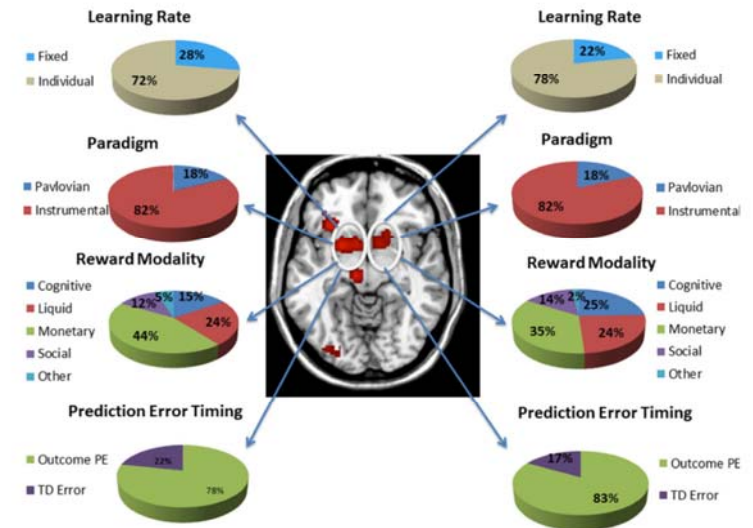 Learning Rate
Fixed
Individual
28%
72%
Paradigm
Pavlovian
Instrumental
18%
82%
Reward Modality
Cognitive
Liquid
Monetary
Social
Other
12%
5%
15%
24%
44%
Prediction Error Timing
Outcome PE
TD Error
22%
78%
Learning Rate
22%
78%
Fixed
Individual
Paradigm
18%
82%
Pavlovian
Instrumental
Reward Modality
14%
2%
25%
35%
24%
Cognitive
Liquid
Monetary
Social
Other
Prediction Error Timing
17%
83%
Outcome PE
TD Error